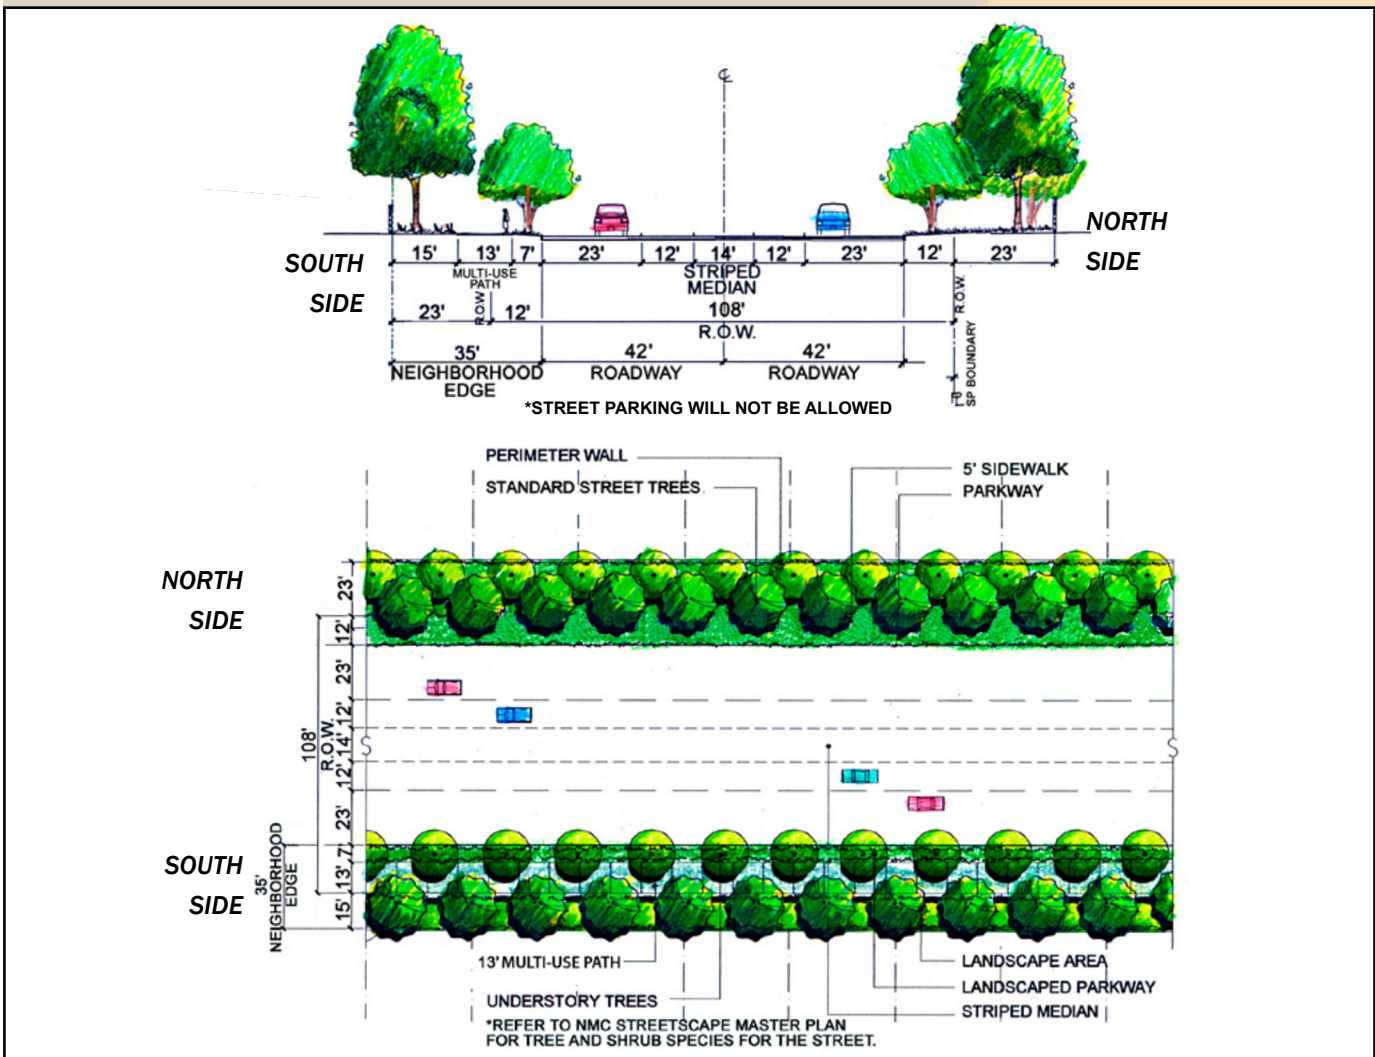 ℄
NORTH
SIDE
SOUTH
SIDE
15' 13' 7' 23' 12' 14' 12' 23' 12' 23'
MULTI-USE
PATH
STRIPED
MEDIAN
23' R.O.W 12' 108' R.O.W.
R.O.W.
35' 42' 42'
NEIGHBORHOOD
EDGE
ROADWAY ROADWAY
SP BOUNDARY
*STREET PARKING WILL NOT BE ALLOWED
PERIMETER WALL
STANDARD STREET TREES
5' SIDEWALK
PARKWAY
NORTH
SIDE
23'
12'
23'
12'
14'
12'
23'
7'
13'
15'
108'
R.O.W.
SOUTH
SIDE
35'
NEIGHBORHOOD
EDGE
13' MULTI-USE PATH
UNDERSTORY TREES
LANDSCAPE AREA
LANDSCAPED PARKWAY
STRIPED MEDIAN
*REFER TO NMC STREETSCAPE MASTER PLAN
FOR TREE AND SHRUB SPECIES FOR THE STREET.